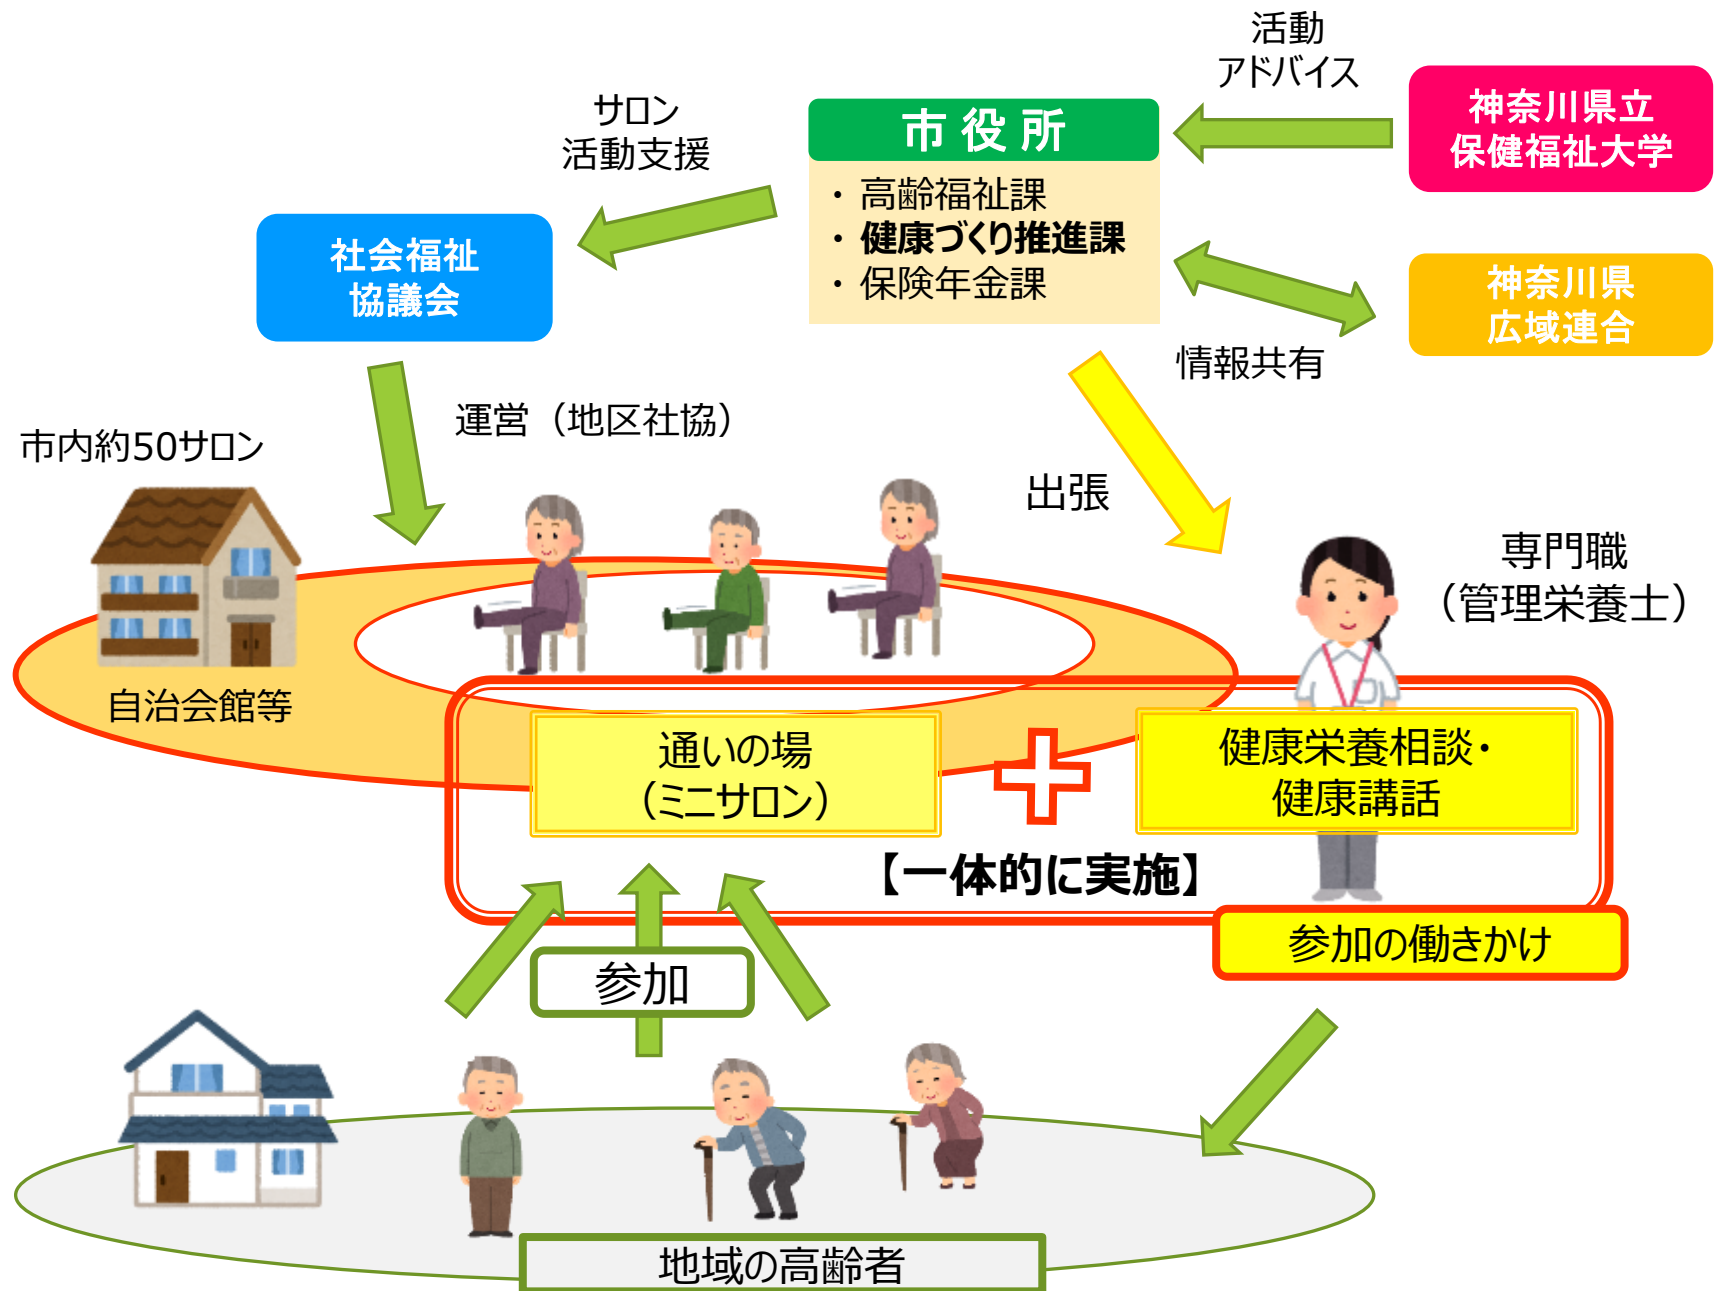 活動
アドバイス
神奈川県立
保健福祉大学
サロン
活動支援
市役所
・ 高齢福祉課
・ 健康づくり推進課
・ 保険年金課
社会福祉
協議会
神奈川県
広域連合
情報共有
運営（地区社協）
市内約50サロン
出張
専門職
（管理栄養士）
自治会館等
通いの場
（ミニサロン）
健康栄養相談・
健康講話
【一体的に実施】
参加の働きかけ
参加
地域の高齢者